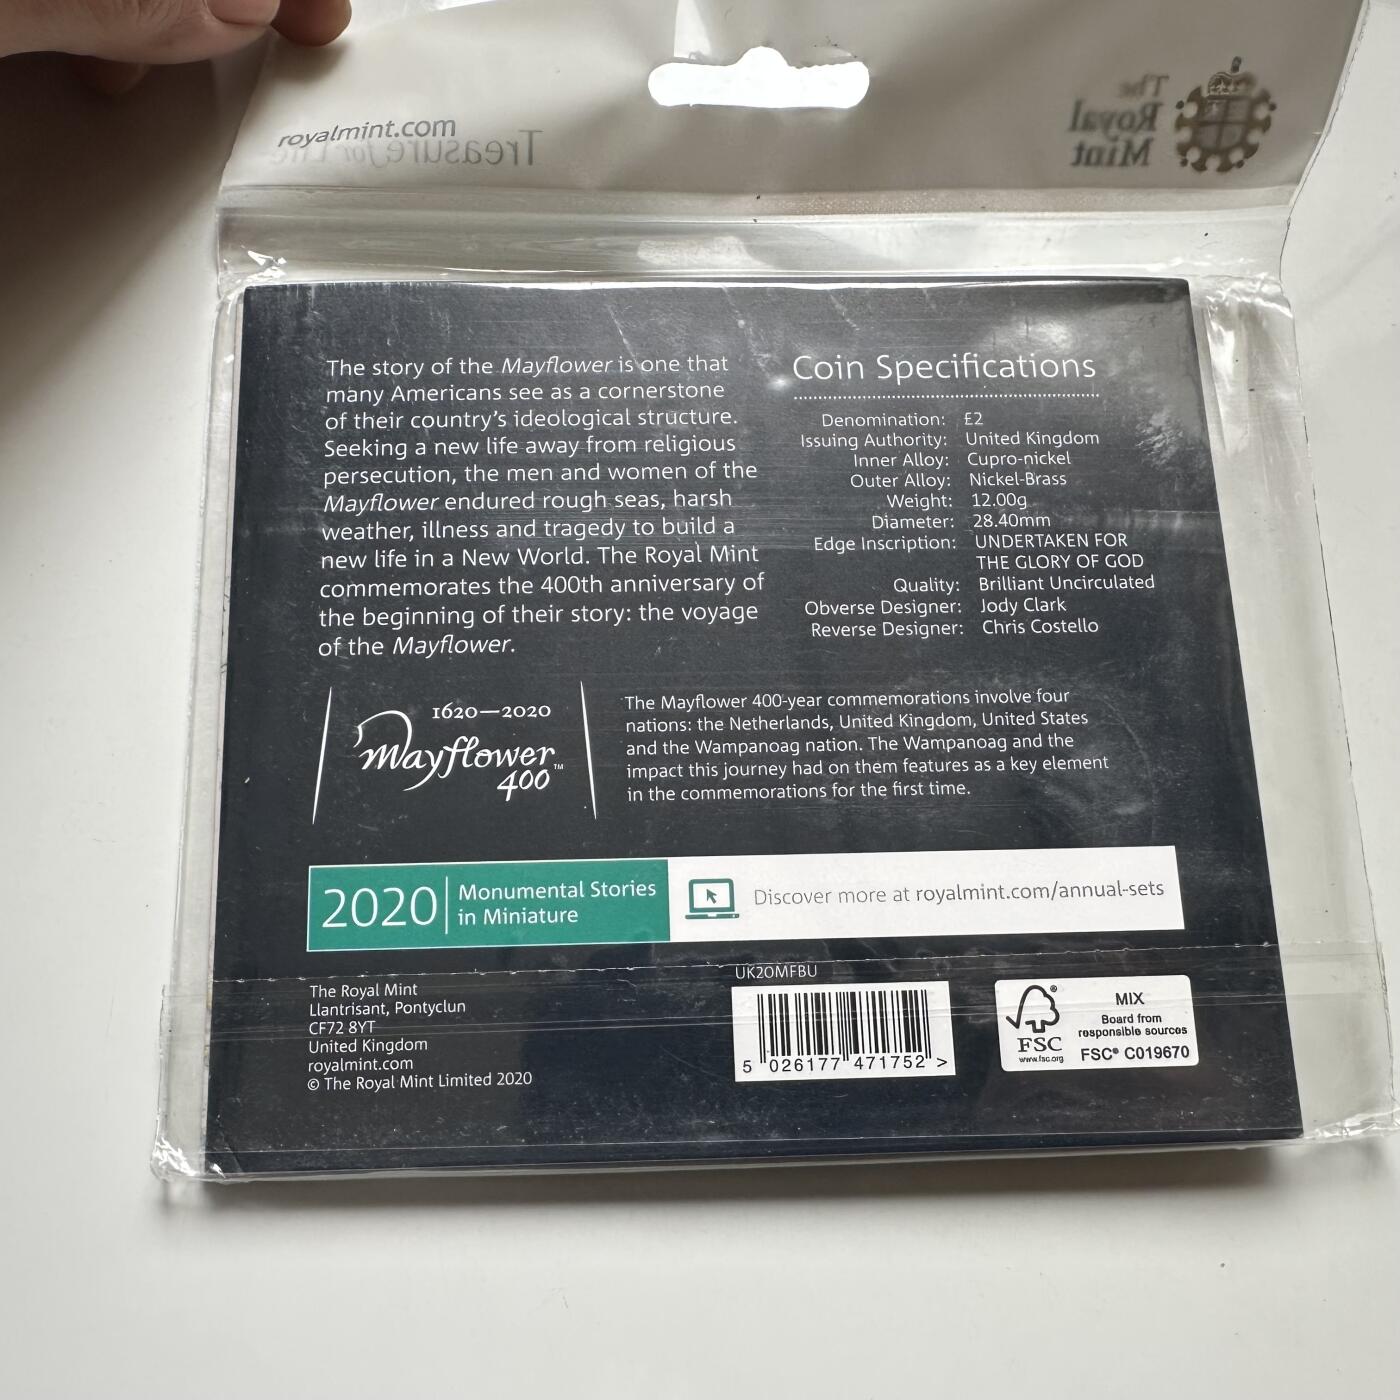 royalmint.com
Treasure for Life
The
Royal
Mint
The story of the Mayflower is one that
many Americans see as a cornerstone
of their country's ideological structure.
Seeking a new life away from religious
persecution, the men and women of the
Mayflower endured rough seas, harsh
weather, illness and tragedy to build a
new life in a New World. The Royal Mint
commemorates the 400th anniversary of
the beginning of their story: the voyage
of the Mayflower.
Coin Specifications
Denomination: £2
Issuing Authority: United Kingdom
Inner Alloy: Cupro-nickel
Outer Alloy: Nickel-Brass
Weight: 12.00g
Diameter: 28.40mm
Edge Inscription: UNDERTAKEN FOR
THE GLORY OF GOD
Quality: Brilliant Uncirculated
Obverse Designer: Jody Clark
Reverse Designer: Chris Costello
1620—2020
Mayflower™
400
The Mayflower 400-year commemorations involve four
nations: the Netherlands, United Kingdom, United States
and the Wampanoag nation. The Wampanoag and the
impact this journey had on them features as a key element
in the commemorations for the first time.
2020
Monumental Stories
in Miniature
Discover more at royalmint.com/annual-sets
The Royal Mint
Llantrisant, Pontyclun
CF72 8YT
United Kingdom
royalmint.com
© The Royal Mint Limited 2020
UK20MFBU
5 026177 471752 >
FSC®
www.fsc.org
MIX
Board from
responsible sources
FSC® C019670